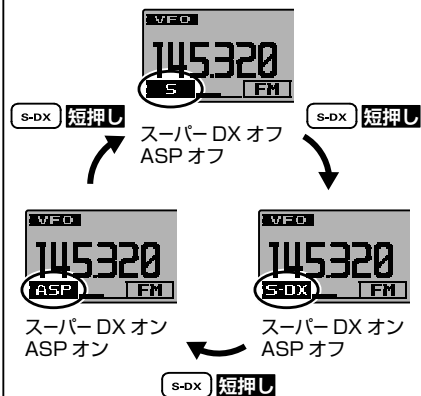 VFO
145.320
S FM
S-DX 短押し
スーパー DX オフ
ASP オフ
S-DX 短押し
VFO
145.320
ASP FM
スーパー DX オン
ASP オン
VFO
145.320
S-DX FM
スーパー DX オン
ASP オフ
S-DX 短押し